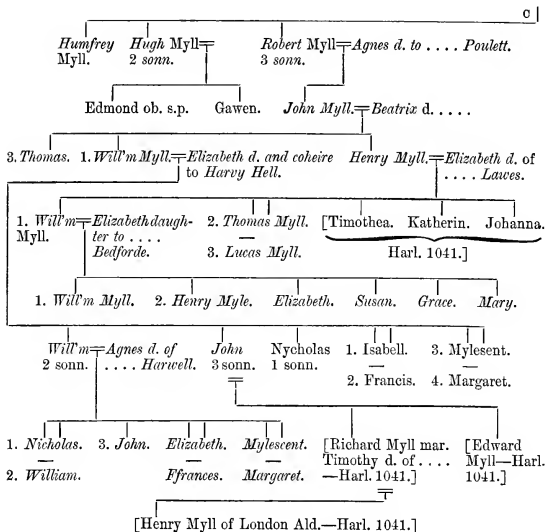 C
Humfrey Hugh Myll Robert Myll Agnes d. to .... Poulett.
Myll. 2 sonn. 3 sonn.
Edmond ob. s.p. Gawen. John Myll. Beatrix d. .....
3. Thomas. 1. Will'm Myll. Elizabeth d. and coheire Henry Myll. Elizabeth d. of
to Harvy Hell. .... Lawes.
1. Will'm Elizabeth daugh- 2. Thomas Myll. [Timothea. Katherin. Johanna.
Myll. ter to .... — Harl. 1041.]
Bedforde. 3. Lucas Myll.
1. Will'm Myll. 2. Henry Myle. Elizabeth. Susan. Grace. Mary.
Will'm Agnes d. of John Nycholas 1. Isabell. 3. Mylesent.
2 sonn. .... Harwell. 3 sonn. 1 sonn. — —
2. Francis. 4. Margaret.
1. Nicholas. 3. John. Elizabeth. Mylescent. [Richard Myll mar. [Edward
— — — Timothy d. of .... Myll—Harl.
2. William. Ffrances. Margaret. —Harl. 1041.] 1041.]
[Henry Myll of London Ald.—Harl. 1041.]